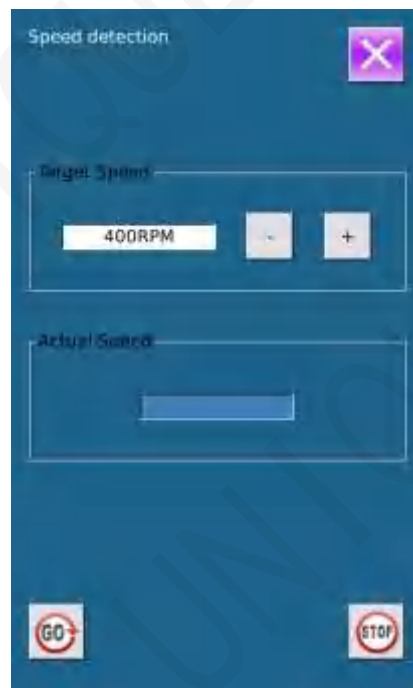 Speed detection
Target Speed
400RPM
-
+
Actual Speed
GO
STOP